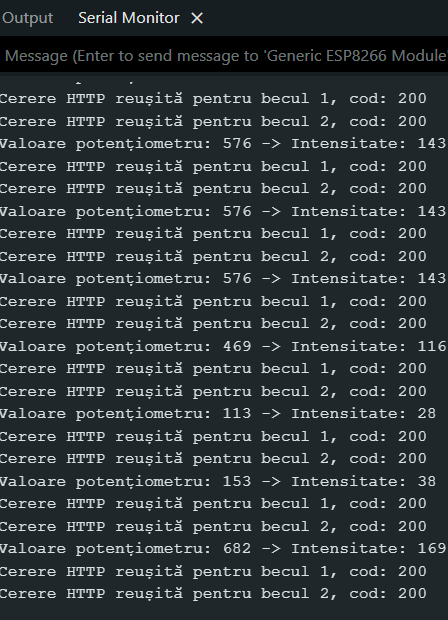 Output Serial Monitor ×
Message (Enter to send message to 'Generic ESP8266 Module'
Cerere HTTP reușită pentru becul 1, cod: 200
Cerere HTTP reușită pentru becul 2, cod: 200
Valoare potențiometru: 576 -> Intensitate: 143
Cerere HTTP reușită pentru becul 1, cod: 200
Cerere HTTP reușită pentru becul 2, cod: 200
Valoare potențiometru: 576 -> Intensitate: 143
Cerere HTTP reușită pentru becul 1, cod: 200
Cerere HTTP reușită pentru becul 2, cod: 200
Valoare potențiometru: 576 -> Intensitate: 143
Cerere HTTP reușită pentru becul 1, cod: 200
Cerere HTTP reușită pentru becul 2, cod: 200
Valoare potențiometru: 469 -> Intensitate: 116
Cerere HTTP reușită pentru becul 1, cod: 200
Cerere HTTP reușită pentru becul 2, cod: 200
Valoare potențiometru: 113 -> Intensitate: 28
Cerere HTTP reușită pentru becul 1, cod: 200
Cerere HTTP reușită pentru becul 2, cod: 200
Valoare potențiometru: 153 -> Intensitate: 38
Cerere HTTP reușită pentru becul 1, cod: 200
Cerere HTTP reușită pentru becul 2, cod: 200
Valoare potențiometru: 682 -> Intensitate: 169
Cerere HTTP reușită pentru becul 1, cod: 200
Cerere HTTP reușită pentru becul 2, cod: 200